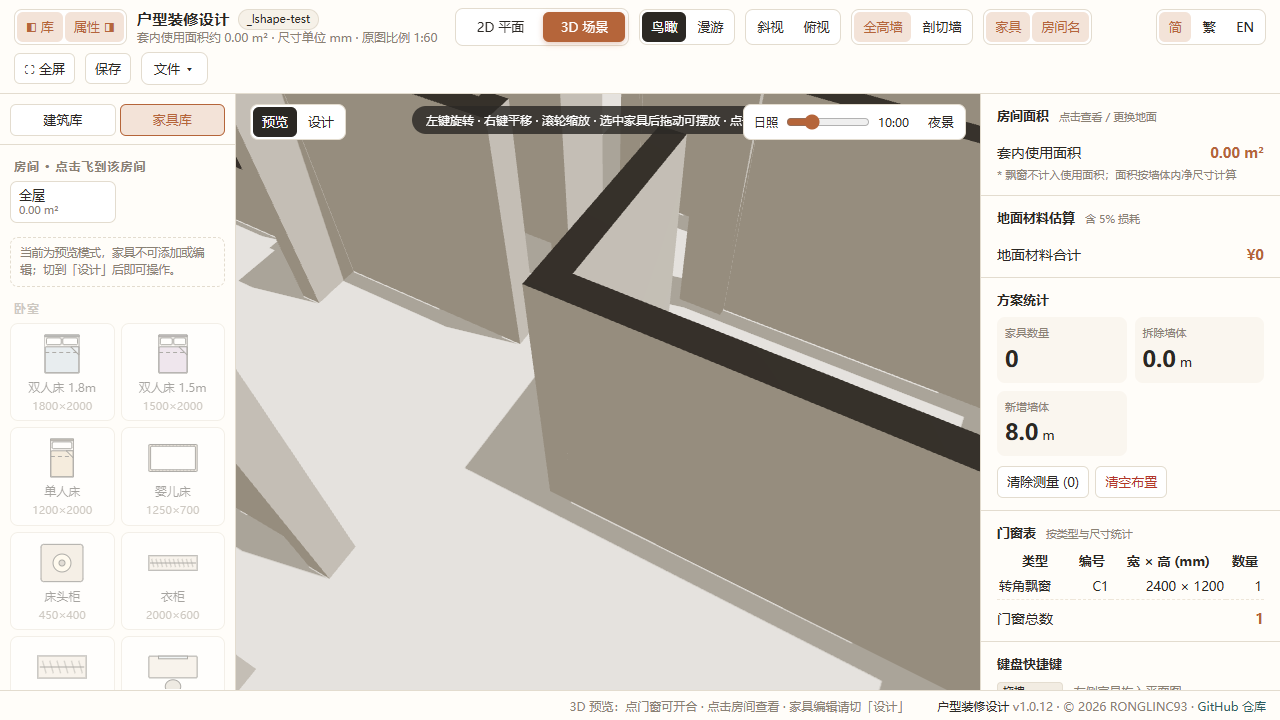 库 属性
户型装修设计 _lshape-test
套内使用面积约 0.00 m² · 尺寸单位 mm · 原图比例 1:60
2D 平面 3D 场景
鸟瞰 漫游
斜视 俯视
全高墙 剖切墙
家具 房间名
简 繁 EN
全屏 保存 文件
建筑库 家具库
房间 · 点击飞到该房间
全屋
0.00 m²
当前为预览模式，家具不可添加或编
辑；切到「设计」后即可操作。
卧室
双人床 1.8m 双人床 1.5m
1800×2000 1500×2000
单人床 婴儿床
1200×2000 1250×700
床头柜 衣柜
450×400 2000×600
预览 设计
左键旋转 · 右键平移 · 滚轮缩放 · 选中家具后拖动可摆放 · 点
日照 10:00 夜景
房间面积 点击查看 / 更换地面
套内使用面积 0.00 m²
* 飘窗不计入使用面积；面积按墙体内净尺寸计算
地面材料估算 含 5% 损耗
地面材料合计 ¥0
方案统计
家具数量 拆除墙体
0 0.0 m
新增墙体
8.0 m
清除测量 (0) 清空布置
门窗表 按类型与尺寸统计
类型 编号 宽 × 高 (mm) 数量
转角飘窗 C1 2400 × 1200 1
门窗总数 1
键盘快捷键
3D 预览：点门窗可开合 · 点击房间查看 · 家具编辑请切「设计」
户型装修设计 v1.0.12 · © 2026 RONGLINC93 · GitHub 仓库